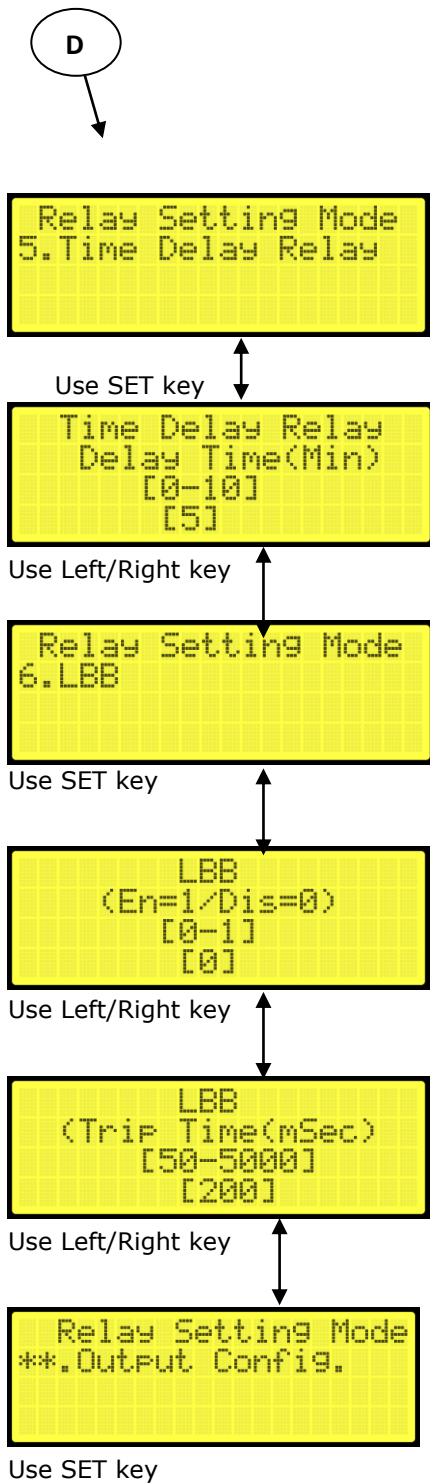 D
Relay Setting Mode
5.Time Delay Relay
Use SET key
Time Delay Relay
Delay Time(Min)
[0-10]
[5]
Use Left/Right key
Relay Setting Mode
6.LBB
Use SET key
LBB
(En=1/Dis=0)
[0-1]
[0]
Use Left/Right key
LBB
(Trip Time(mSec)
[50-5000]
[200]
Use Left/Right key
Relay Setting Mode
**.Output Config.
Use SET key